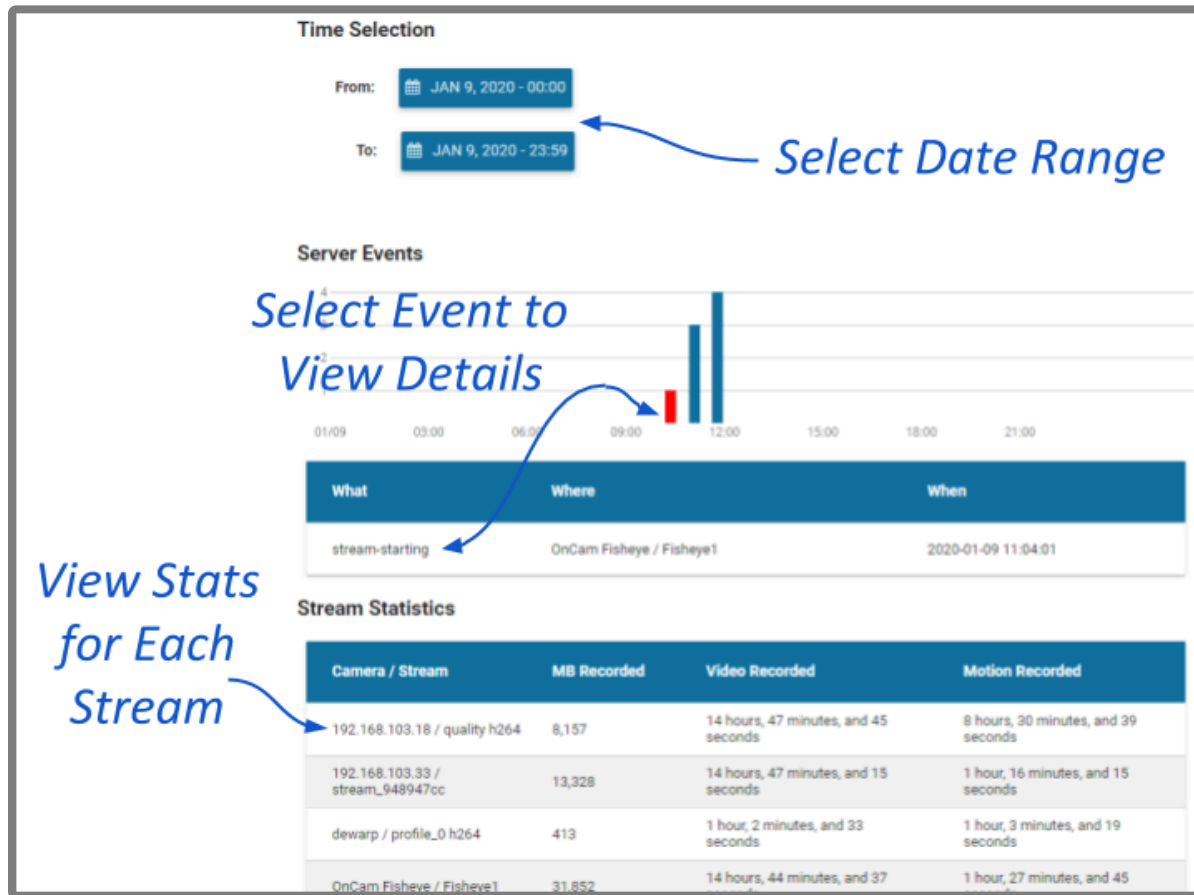 Time Selection
From:
JAN 9, 2020 - 00:00
To:
JAN 9, 2020 - 23:59
Select Date Range
Server Events
4
Select Event to
2
View Details
1
01/09 03:00 06:00 09:00 12:00 15:00 18:00 21:00
What Where When
stream-starting OnCam Fisheye / Fisheye1 2020-01-09 11:04:01
View Stats
for Each
Stream
Stream Statistics
Camera / Stream MB Recorded Video Recorded Motion Recorded
192.168.103.18 / quality h264 8,157 14 hours, 47 minutes, and 45 8 hours, 30 minutes, and 39
seconds seconds
192.168.103.33 / 13,328 14 hours, 47 minutes, and 15 1 hour, 16 minutes, and 15
stream_948947cc seconds seconds
dewarp / profile_0 h264 413 1 hour, 2 minutes, and 33 1 hour, 3 minutes, and 19
seconds seconds
OnCam Fisheye / Fisheye1 31,852 14 hours, 44 minutes, and 37 1 hour, 27 minutes, and 45